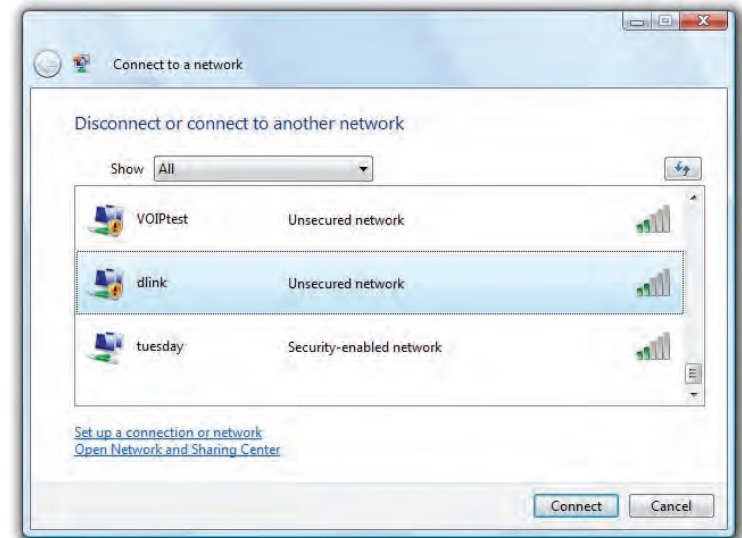 Connect to a network
Disconnect or connect to another network
Show All
VOIPtest Unsecured network
dlink Unsecured network
tuesday Security-enabled network
Set up a connection or network
Open Network and Sharing Center
Connect Cancel